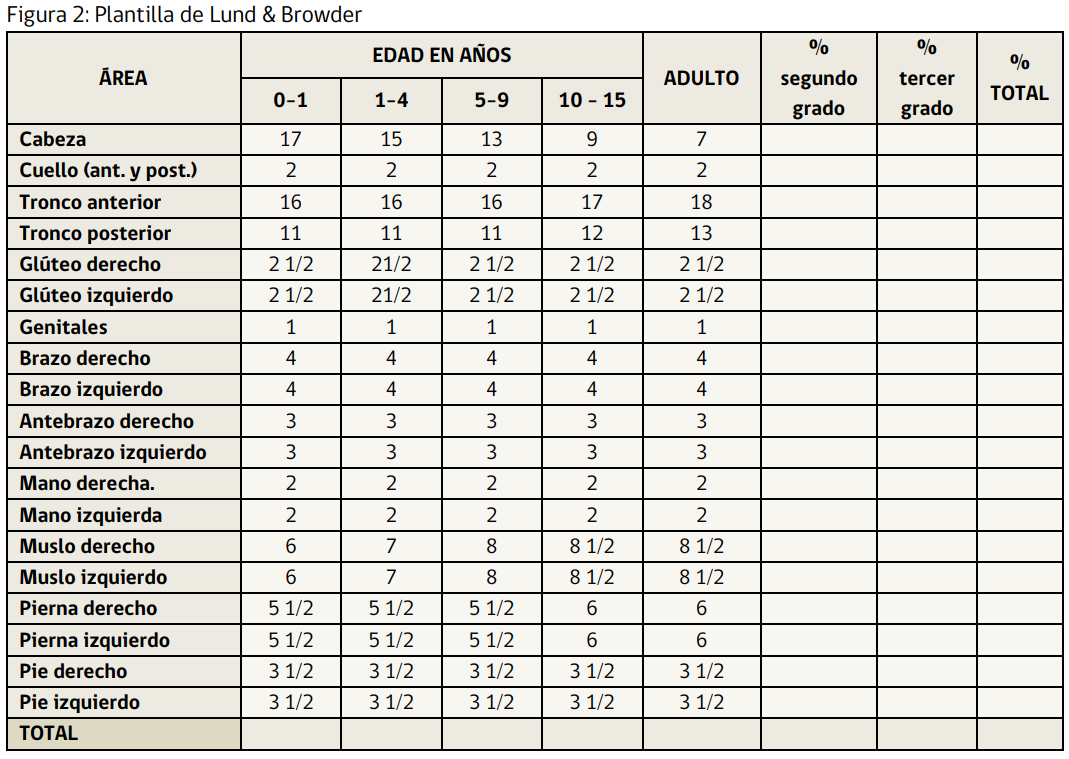 Figura 2: Plantilla de Lund & Browder
ÁREA EDAD EN AÑOS ADULTO % segundo grado % tercer grado % TOTAL
0-1 1-4 5-9 10 - 15
Cabeza 17 15 13 9 7
Cuello (ant. y post.) 2 2 2 2 2
Tronco anterior 16 16 16 17 18
Tronco posterior 11 11 11 12 13
Glúteo derecho 2 1/2 21/2 2 1/2 2 1/2 2 1/2
Glúteo izquierdo 2 1/2 21/2 2 1/2 2 1/2 2 1/2
Genitales 1 1 1 1 1
Brazo derecho 4 4 4 4 4
Brazo izquierdo 4 4 4 4 4
Antebrazo derecho 3 3 3 3 3
Antebrazo izquierdo 3 3 3 3 3
Mano derecha. 2 2 2 2 2
Mano izquierda 2 2 2 2 2
Muslo derecho 6 7 8 8 1/2 8 1/2
Muslo izquierdo 6 7 8 8 1/2 8 1/2
Pierna derecho 5 1/2 5 1/2 5 1/2 6 6
Pierna izquierdo 5 1/2 5 1/2 5 1/2 6 6
Pie derecho 3 1/2 3 1/2 3 1/2 3 1/2 3 1/2
Pie izquierdo 3 1/2 3 1/2 3 1/2 3 1/2 3 1/2
TOTAL